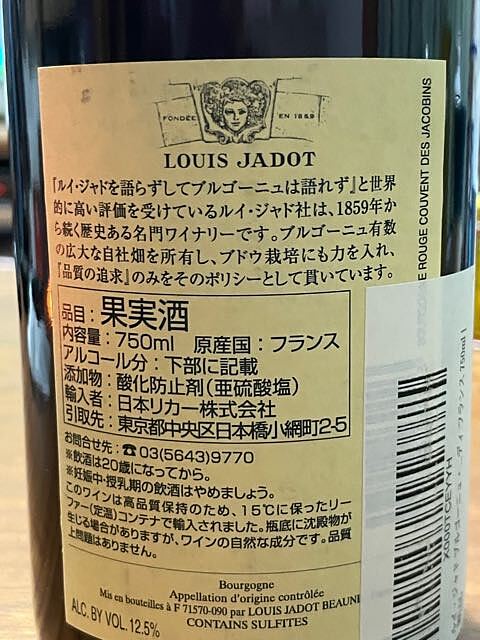 FONDÉE EN 1859
LOUIS JADOT
『ルイ・ジャドを語らずしてブルゴーニュは語れず』と世界
的に高い評価を受けているルイ・ジャド社は、1859年か
ら続く歴史ある名門ワイナリーです。ブルゴーニュ有数
の広大な自社畑を所有し、ブドウ栽培にも力を入れ、
『品質の追求』のみをそのポリシーとして貫いています。
品目：果実酒
内容量：750ml 原産国：フランス
アルコール分：下部に記載
添加物：酸化防止剤（亜硫酸塩）
輸入者：日本リカー株式会社
引取先：東京都中央区日本橋小網町2-5
お問合せ先：☎03(5643)9770
※飲酒は20歳になってから。
※妊娠中・授乳期の飲酒はやめましょう。
このワインは高品質保持のため、15℃に保ったリー
ファー（定温）コンテナで輸入されました。瓶底に沈殿物が
生じる場合がありますが、ワインの自然な成分です。品質
上問題はありません。
Bourgogne
Appellation d'origine contrôlée
Mis en bouteilles à F 71570-090 par LOUIS JADOT BEAUN
CONTAINS SULFITES
ALC. BY VOL. 12.5%
ROUGE COUVENT DES JACOBINS